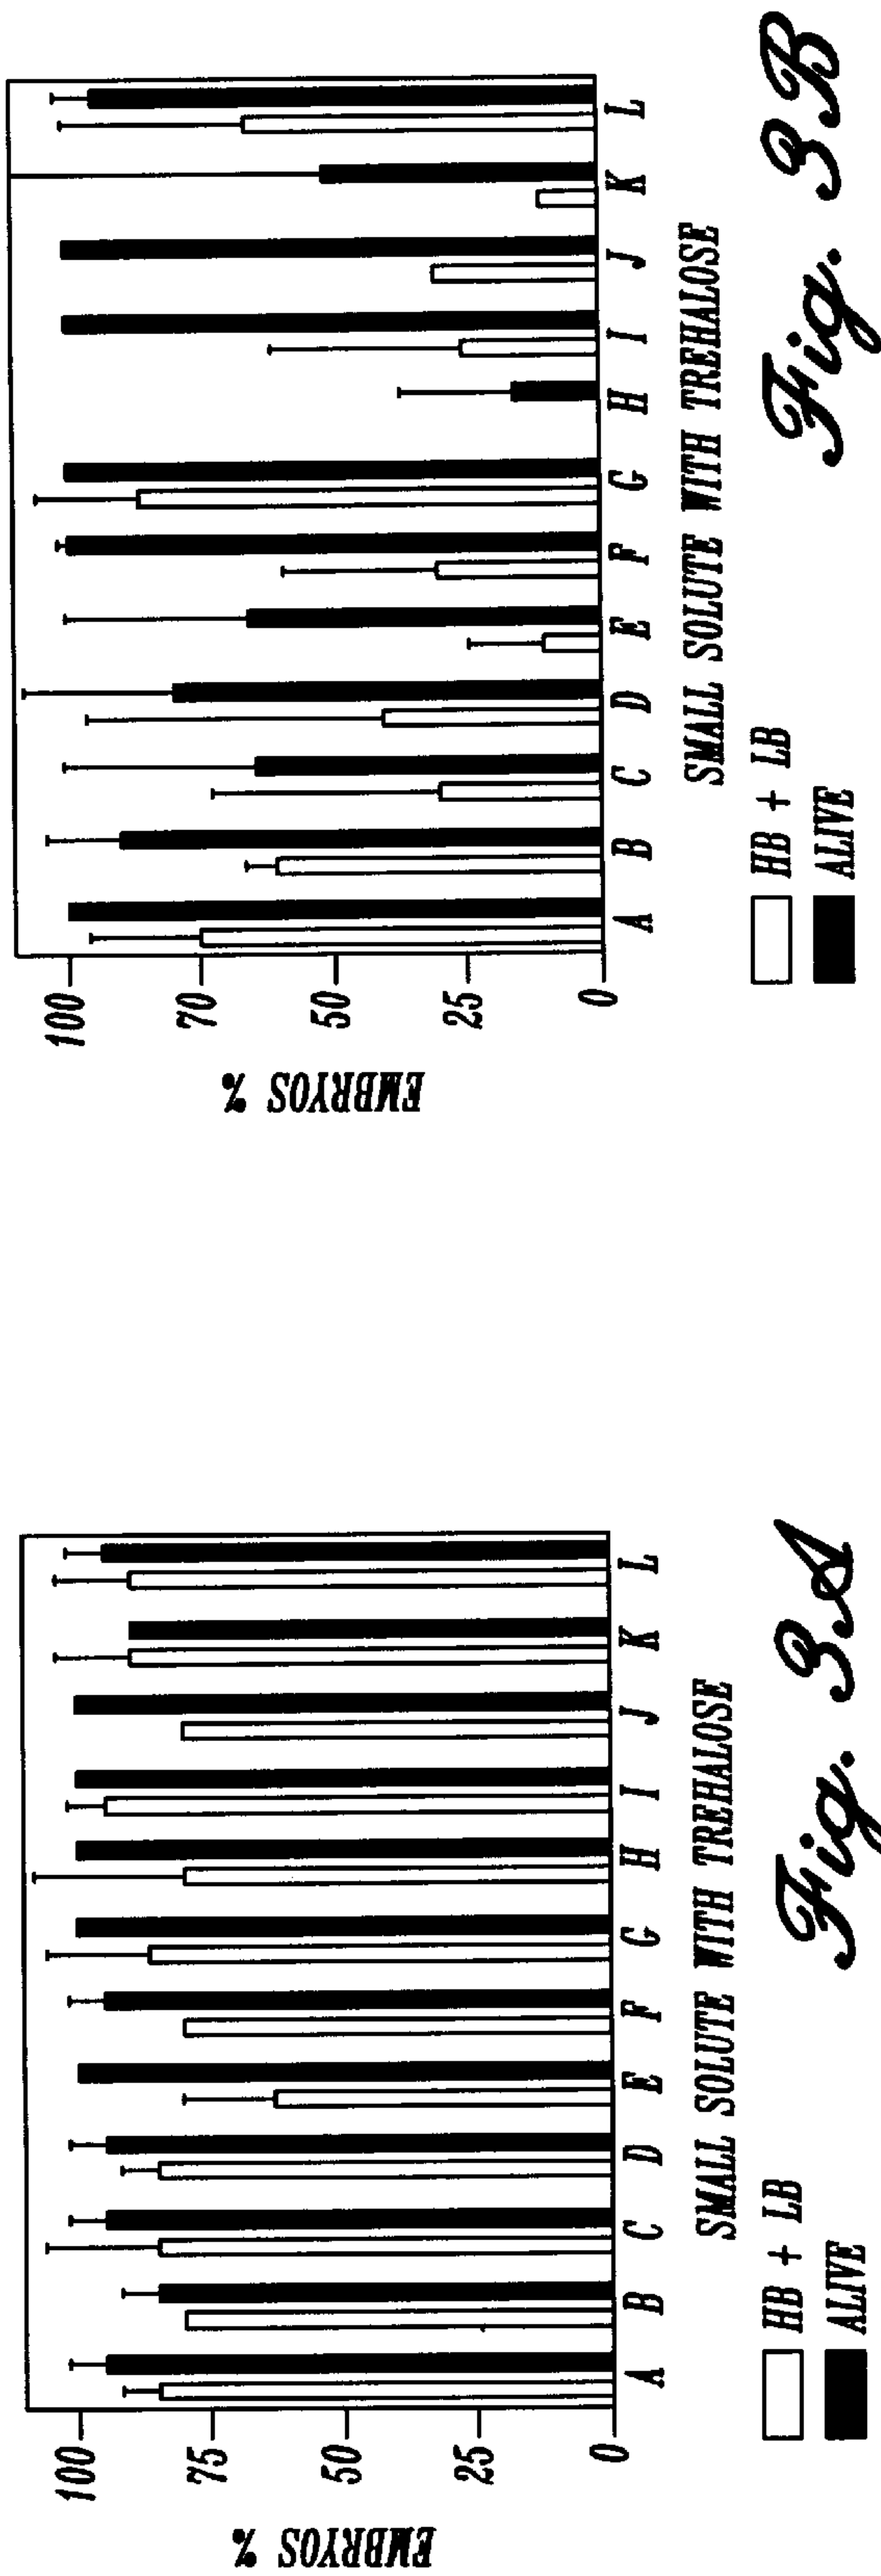 EMBRYOS %
100
75
50
25
0
A B C D E F G H I J K L
SMALL SOLUTE WITH TREHALOSE
HB + LB
ALIVE
Fig. 3A
EMBRYOS %
100
70
50
25
0
A B C D E F G H I J K L
SMALL SOLUTE WITH TREHALOSE
HB + LB
ALIVE
Fig. 3B